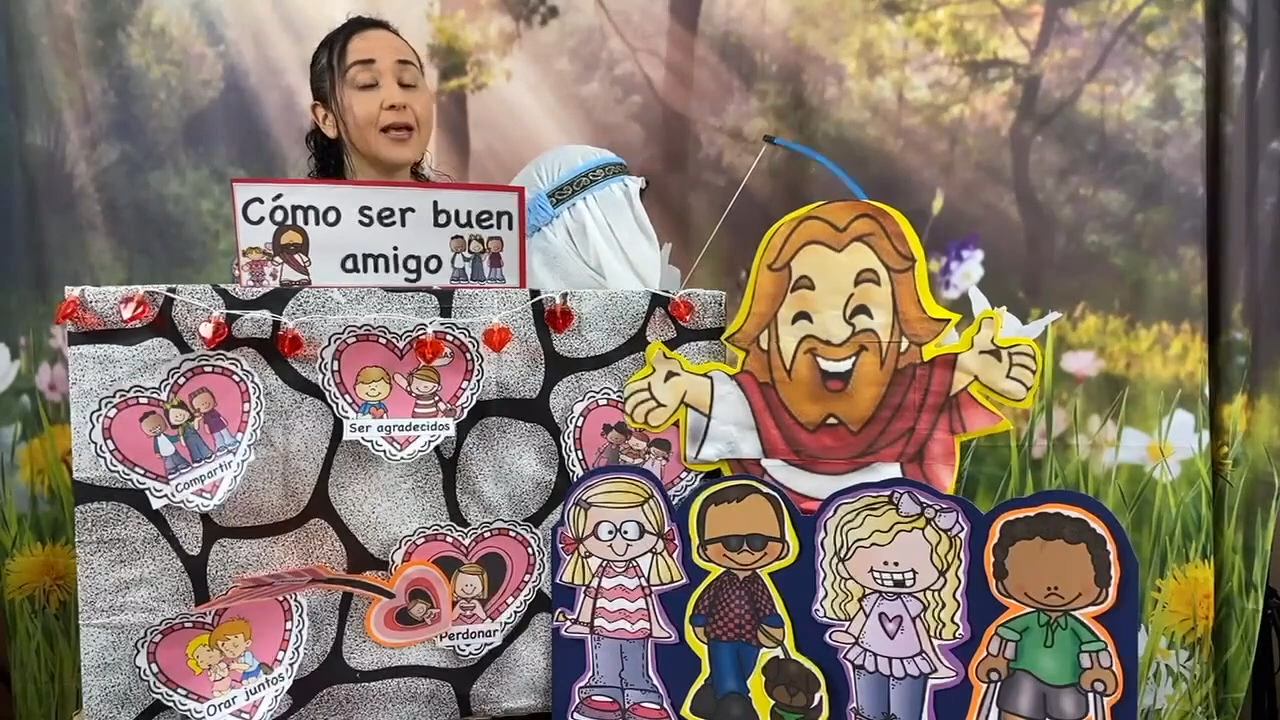 Cómo ser buen
amigo
Ser agradecidos
Compartir
Perdonar
Orar juntos